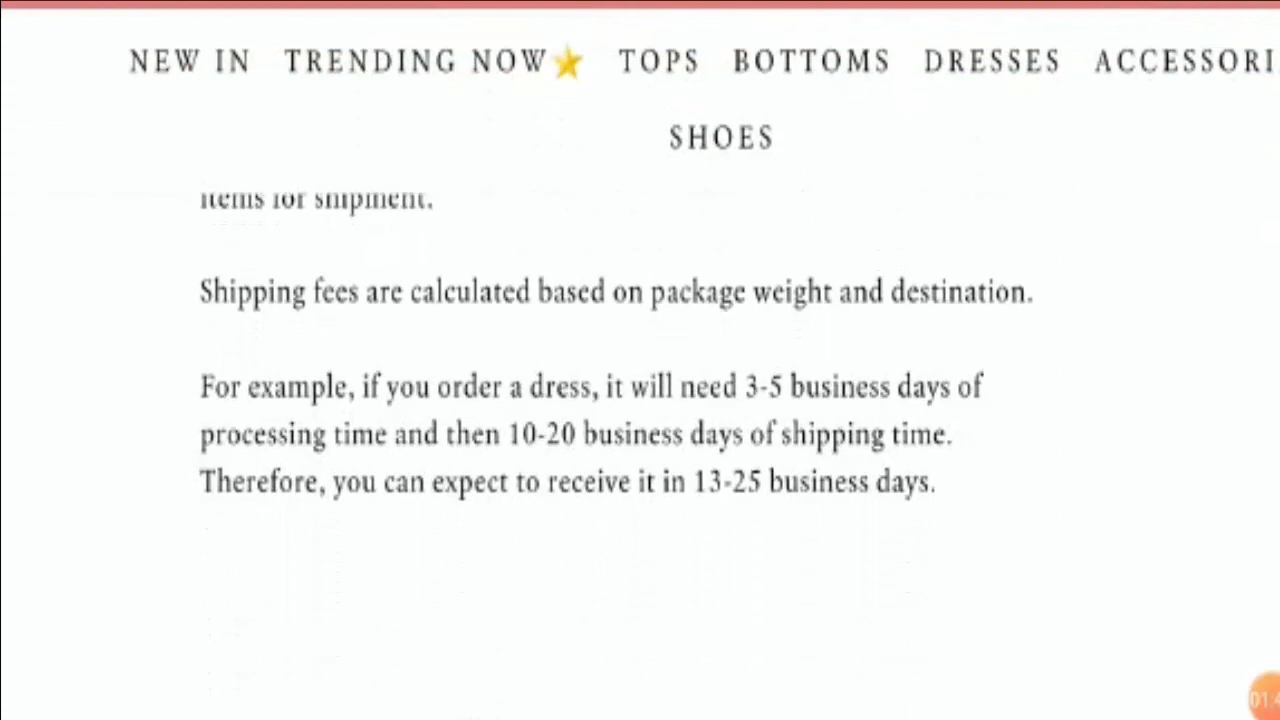 NEW IN TRENDING NOW⭐ TOPS BOTTOMS DRESSES ACCESSORI
SHOES
items for shipment.
Shipping fees are calculated based on package weight and destination.
For example, if you order a dress, it will need 3-5 business days of
processing time and then 10-20 business days of shipping time.
Therefore, you can expect to receive it in 13-25 business days.